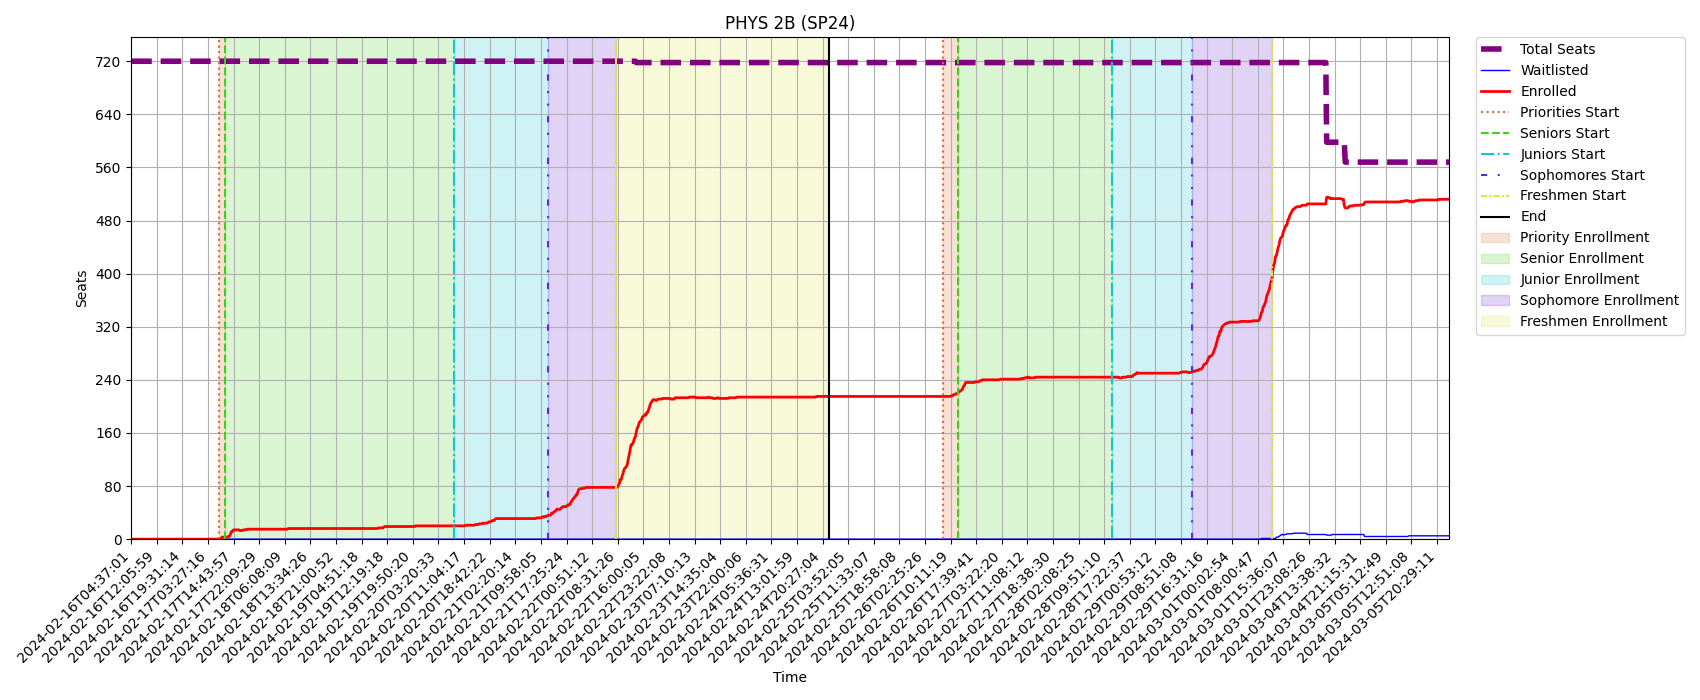 PHYS 2B (SP24)
Seats
720
640
560
480
400
320
240
160
80
0
2024-02-16T04:37:01
2024-02-16T12:05:59
2024-02-16T19:31:14
2024-02-17T03:27:16
2024-02-17T14:43:57
2024-02-17T22:09:29
2024-02-18T06:08:09
2024-02-18T13:34:26
2024-02-18T21:00:52
2024-02-19T04:51:18
2024-02-19T12:19:18
2024-02-19T19:50:20
2024-02-20T03:20:33
2024-02-20T11:04:17
2024-02-20T18:42:22
2024-02-21T02:20:14
2024-02-21T09:58:05
2024-02-21T17:25:24
2024-02-22T00:51:12
2024-02-22T08:31:26
2024-02-22T16:00:05
2024-02-22T23:22:08
2024-02-23T07:10:13
2024-02-23T14:35:04
2024-02-23T22:00:06
2024-02-24T05:36:31
2024-02-24T13:01:59
2024-02-24T20:27:04
2024-02-25T03:52:05
2024-02-25T11:33:07
2024-02-25T18:58:08
2024-02-26T02:25:26
2024-02-26T10:11:19
2024-02-26T17:39:41
2024-02-27T03:22:20
2024-02-27T11:08:12
2024-02-27T18:38:30
2024-02-28T02:08:25
2024-02-28T09:51:10
2024-02-28T17:22:37
2024-02-29T00:53:12
2024-02-29T08:51:08
2024-02-29T16:31:16
2024-03-01T00:02:54
2024-03-01T08:00:47
2024-03-01T15:36:07
2024-03-01T23:08:26
2024-03-04T13:38:32
2024-03-04T21:15:31
2024-03-05T05:12:49
2024-03-05T12:51:08
2024-03-05T20:29:11
Time
Total Seats
Waitlisted
Enrolled
Priorities Start
Seniors Start
Juniors Start
Sophomores Start
Freshmen Start
End
Priority Enrollment
Senior Enrollment
Junior Enrollment
Sophomore Enrollment
Freshmen Enrollment